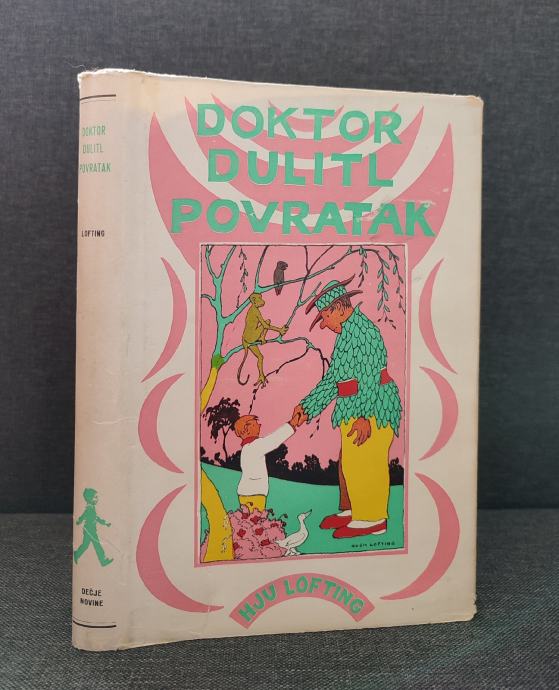 DOKTOR
DULITL
POVRATAK
LOFTING
DEČJE
NOVINE
DOKTOR
DULITL
POVRATAK
HUGH LOFTING
HJU LOFTING